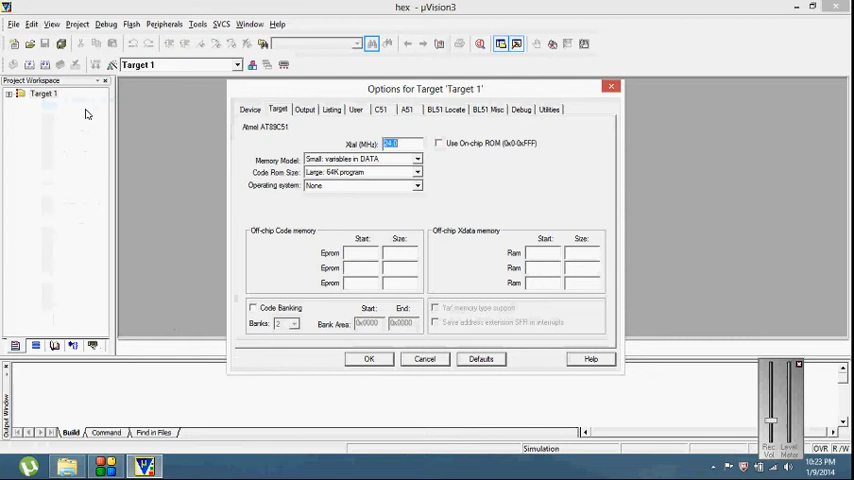 hex - µVision3
File Edit View Project Debug Flash Peripherals Tools SVCS Window Help
Target 1
Project Workspace
Target 1
Options for Target 'Target 1'
Device Target Output Listing User C51 A51 BL51 Locate BL51 Misc Debug Utilities
Atmel AT89C51
Xtal (MHz): 24.0
Use On-chip ROM (0x0-0xFFF)
Memory Model: Small: variables in DATA
Code Rom Size: Large: 64K program
Operating system: None
Off-chip Code memory
Start: Size:
Eprom
Eprom
Eprom
Off-chip Xdata memory
Start: Size:
Ram
Ram
Ram
Code Banking Start: End:
Banks: 2 Bank Area: 0x0000 0x0000
'far' memory type support
Save address extension SFR in interrupts
OK Cancel Defaults Help
Output Window
Build Command Find in Files
Simulation
OVR R/W
Rec Vol
Level Meter
10:23 PM
1/9/2014